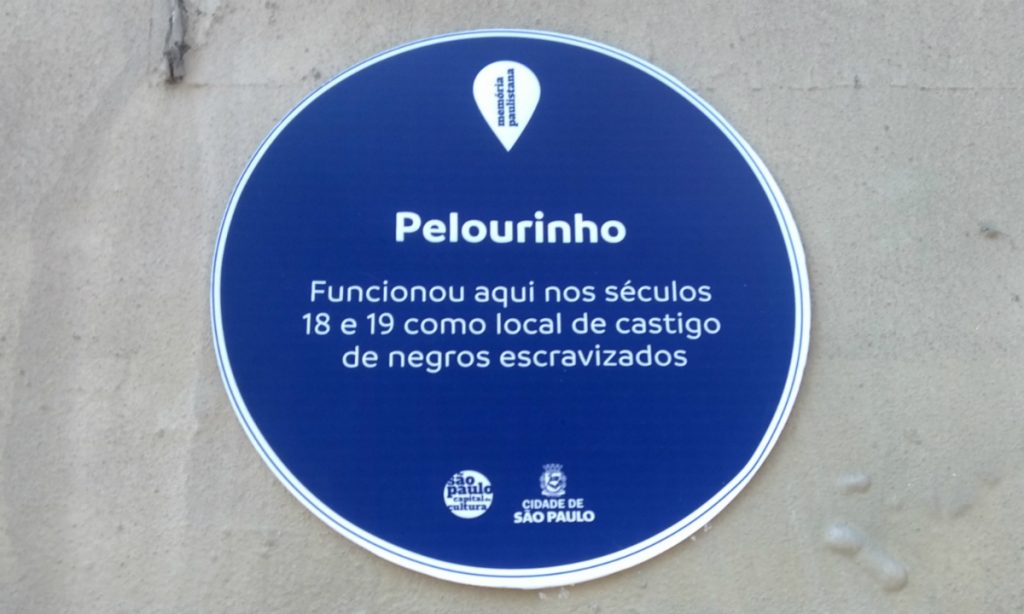 memória
paulistana
Pelourinho
Funcionou aqui nos séculos
18 e 19 como local de castigo
de negros escravizados
são
paulo
capital da
cultura
CIDADE DE
SÃO PAULO